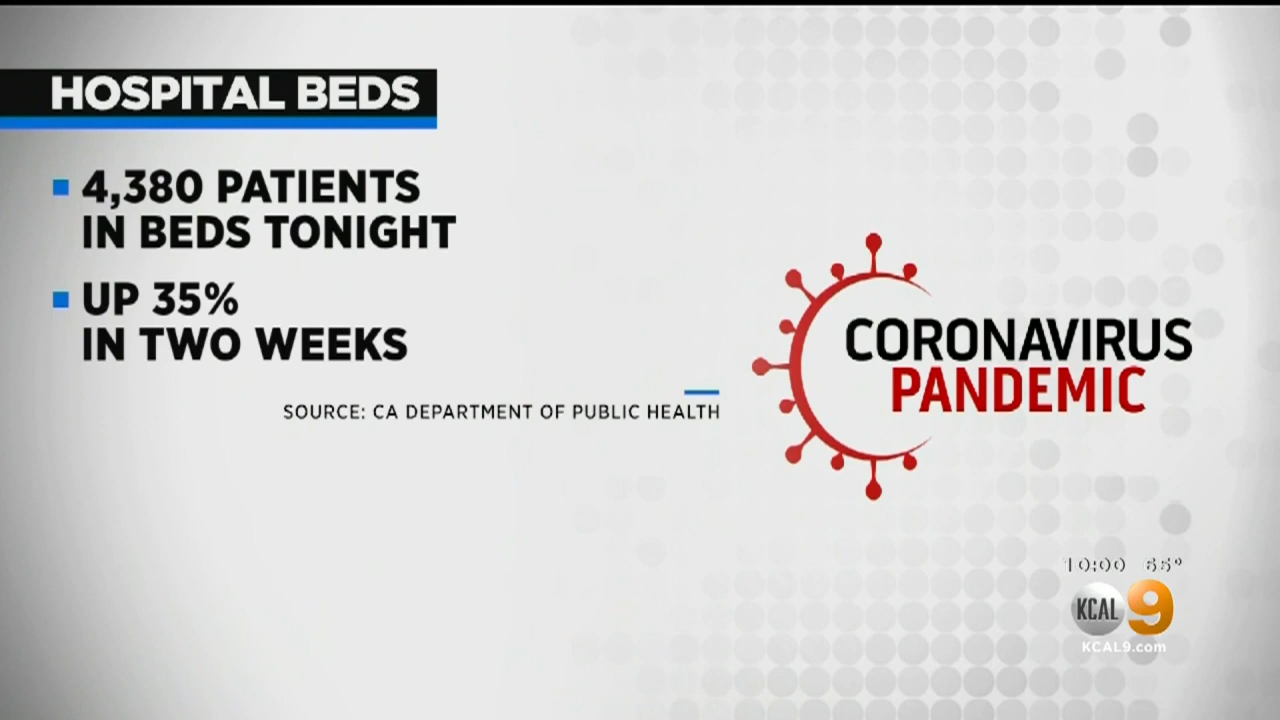 HOSPITAL BEDS
4,380 PATIENTS
IN BEDS TONIGHT
UP 35%
IN TWO WEEKS
SOURCE: CA DEPARTMENT OF PUBLIC HEALTH
CORONAVIRUS
PANDEMIC
10:00 65°
KCAL 9
KCAL9.com